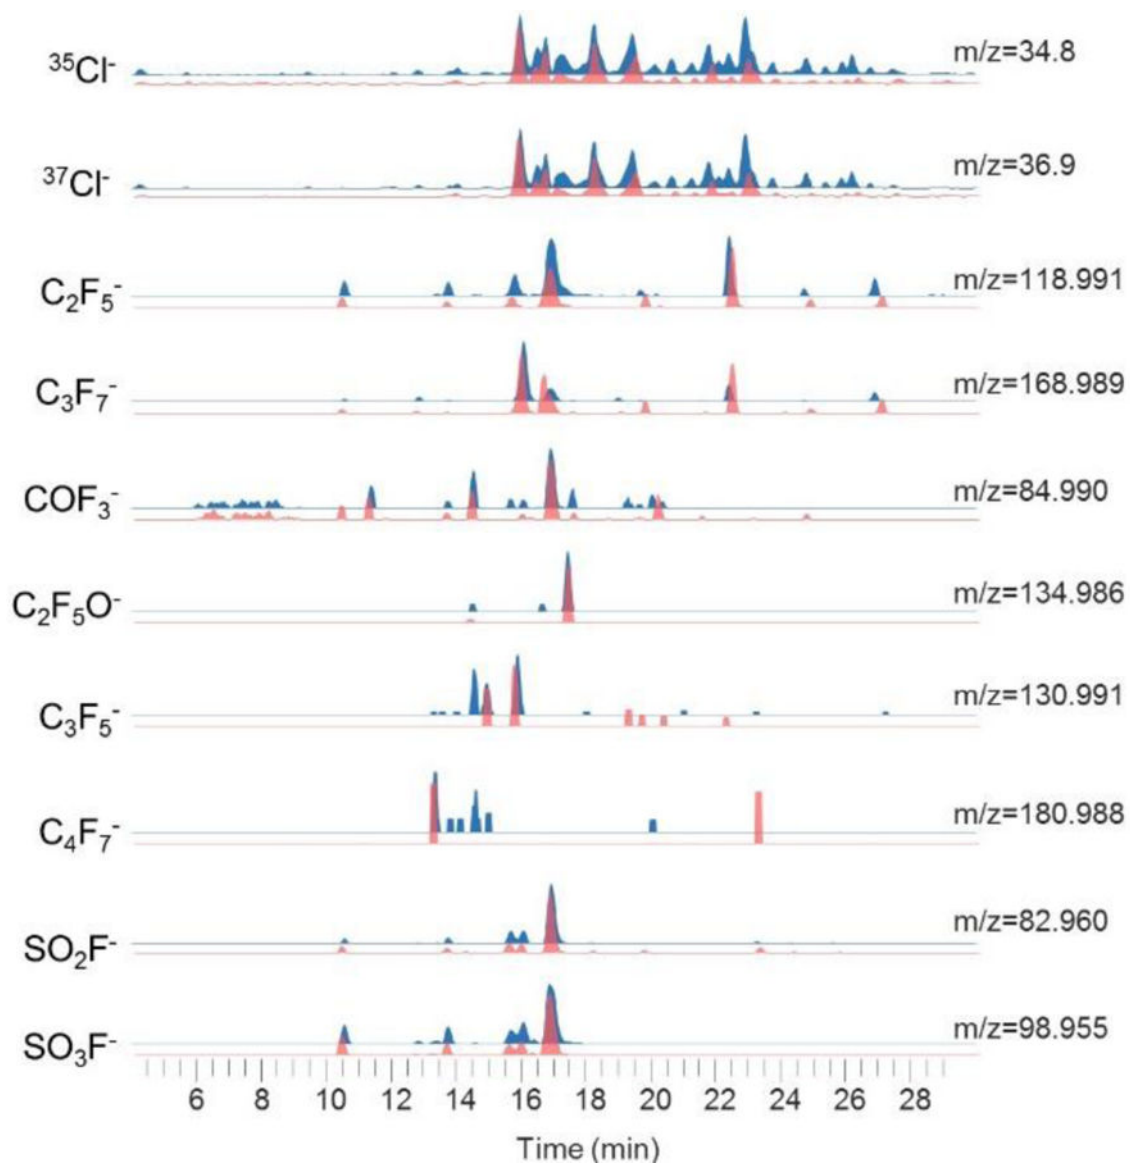 ³⁵Cl⁻ m/z=34.8
³⁷Cl⁻ m/z=36.9
C₂F₅⁻ m/z=118.991
C₃F₇⁻ m/z=168.989
COF₃⁻ m/z=84.990
C₂F₅O⁻ m/z=134.986
C₃F₅⁻ m/z=130.991
C₄F₇⁻ m/z=180.988
SO₂F⁻ m/z=82.960
SO₃F⁻ m/z=98.955
6 8 10 12 14 16 18 20 22 24 26 28
Time (min)